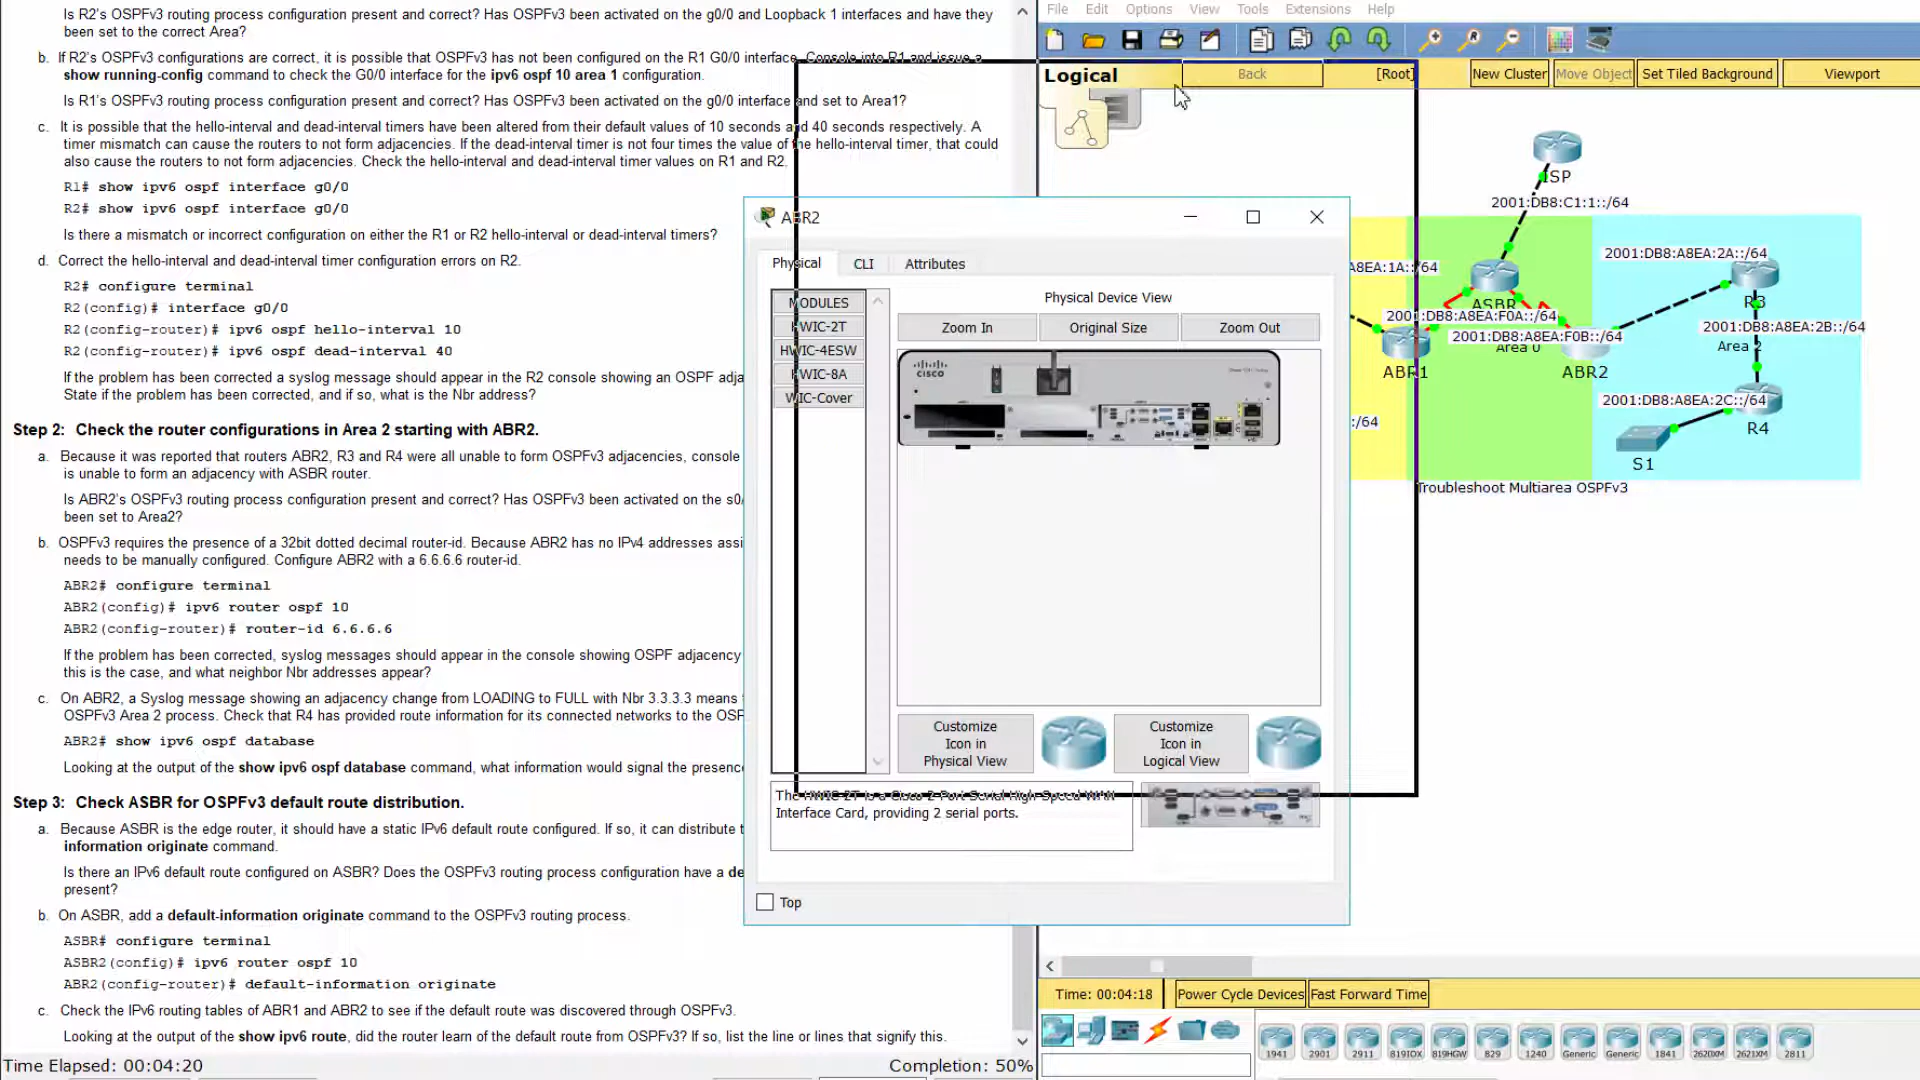 Is R2's OSPFv3 routing process configuration present and correct? Has OSPFv3 been activated on the g0/0 and Loopback 1 interfaces and have they
been set to the correct Area?
b. If R2's OSPFv3 configurations are correct, it is possible that OSPFv3 has not been configured on the R1 G0/0 interface. Console into R1 and issue a
show running-config command to check the G0/0 interface for the ipv6 ospf 10 area 1 configuration.
Is R1's OSPFv3 routing process configuration present and correct? Has OSPFv3 been activated on the g0/0 interface and set to Area1?
c. It is possible that the hello-interval and dead-interval timers have been altered from their default values of 10 seconds and 40 seconds respectively. A
timer mismatch can cause the routers to not form adjacencies. If the dead-interval timer is not four times the value of the hello-interval timer, that could
also cause the routers to not form adjacencies. Check the hello-interval and dead-interval timer values on R1 and R2.
R1# show ipv6 ospf interface g0/0
R2# show ipv6 ospf interface g0/0
Is there a mismatch or incorrect configuration on either the R1 or R2 hello-interval or dead-interval timers?
d. Correct the hello-interval and dead-interval timer configuration errors on R2.
R2# configure terminal
R2(config)# interface g0/0
R2(config-router)# ipv6 ospf hello-interval 10
R2(config-router)# ipv6 ospf dead-interval 40
If the problem has been corrected a syslog message should appear in the R2 console showing an OSPF adja
State if the problem has been corrected, and if so, what is the Nbr address?
Step 2: Check the router configurations in Area 2 starting with ABR2.
a. Because it was reported that routers ABR2, R3 and R4 were all unable to form OSPFv3 adjacencies, console
is unable to form an adjacency with ASBR router.
Is ABR2's OSPFv3 routing process configuration present and correct? Has OSPFv3 been activated on the s0/
been set to Area2?
b. OSPFv3 requires the presence of a 32bit dotted decimal router-id. Because ABR2 has no IPv4 addresses assi
needs to be manually configured. Configure ABR2 with a 6.6.6.6 router-id.
ABR2# configure terminal
ABR2(config)# ipv6 router ospf 10
ABR2(config-router)# router-id 6.6.6.6
If the problem has been corrected, syslog messages should appear in the console showing OSPF adjacency
this is the case, and what neighbor Nbr addresses appear?
c. On ABR2, a Syslog message showing an adjacency change from LOADING to FULL with Nbr 3.3.3.3 means
OSPFv3 Area 2 process. Check that R4 has provided route information for its connected networks to the OSP
ABR2# show ipv6 ospf database
Looking at the output of the show ipv6 ospf database command, what information would signal the presenc
Step 3: Check ASBR for OSPFv3 default route distribution.
a. Because ASBR is the edge router, it should have a static IPv6 default route configured. If so, it can distribute t
information originate command.
Is there an IPv6 default route configured on ASBR? Does the OSPFv3 routing process configuration have a de
present?
b. On ASBR, add a default-information originate command to the OSPFv3 routing process.
ASBR# configure terminal
ASBR2(config)# ipv6 router ospf 10
ABR2(config-router)# default-information originate
c. Check the IPv6 routing tables of ABR1 and ABR2 to see if the default route was discovered through OSPFv3.
Looking at the output of the show ipv6 route, did the router learn of the default route from OSPFv3? If so, list the line or lines that signify this.
Time Elapsed: 00:04:20
Completion: 50%
File Edit Options View Tools Extensions Help
Logical
Back
[Root]
New Cluster
Move Object
Set Tiled Background
Viewport
ISP
2001:DB8:C1:1::/64
A8EA:1A::/64
2001:DB8:A8EA:2A::/64
ASBR
R3
2001:DB8:A8EA:F0A::/64
2001:DB8:A8EA:2B::/64
2001:DB8:A8EA:F0B::/64
Area 0
Area 2
ABR1
ABR2
2001:DB8:A8EA:2C::/64
:/64
R4
S1
Troubleshoot Multiarea OSPFv3
ABR2
Physical
CLI
Attributes
MODULES
HWIC-2T
HWIC-4ESW
HWIC-8A
WIC-Cover
Physical Device View
Zoom In
Original Size
Zoom Out
CISCO
Customize
Icon in
Physical View
Customize
Icon in
Logical View
The HWIC-2T is a Cisco 2-Port Serial High-Speed WAN
Interface Card, providing 2 serial ports.
Top
Time: 00:04:18
Power Cycle Devices
Fast Forward Time
1941
2901
2911
819IOX
819HGW
829
1240
Generic
Generic
1841
2620XM
2621XM
2811